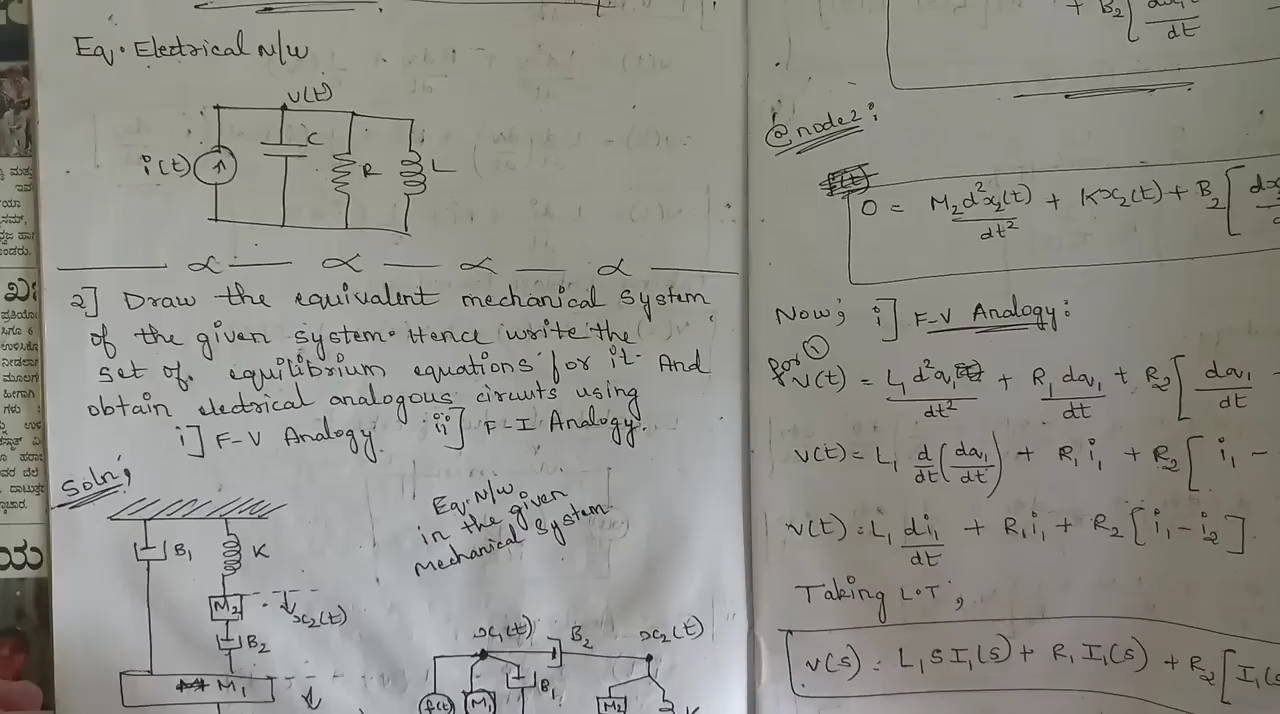 Eq. Electrical N/W
v(t)
i(t)
C
R
L
2] Draw the equivalent mechanical system
of the given system. Hence write the
set of equilibrium equations for it. And
obtain electrical analogous circuits using
i] F-V Analogy. ii] F-I Analogy.
Soln;
Eq. N/W
in the given
mechanical system
B1
K
M2
x2(t)
B2
M1
x1(t)
B2
x2(t)
f(t)
M1
B1
M2
K
+ B2[
dt
@node2;
0 = M2 d²x2(t)/dt² + Kx2(t) + B2[
Now; i] F-V Analogy:
for ①
v(t) = L1 d²q1/dt² + R1 dq1/dt + R2[ dq1/dt -
v(t) = L1 d/dt (dq1/dt) + R1 i1 + R2[ i1 -
v(t) = L1 di1/dt + R1 i1 + R2 [i1 - i2]
Taking L.T;
V(s) = L1 S I1(s) + R1 I1(s) + R2[